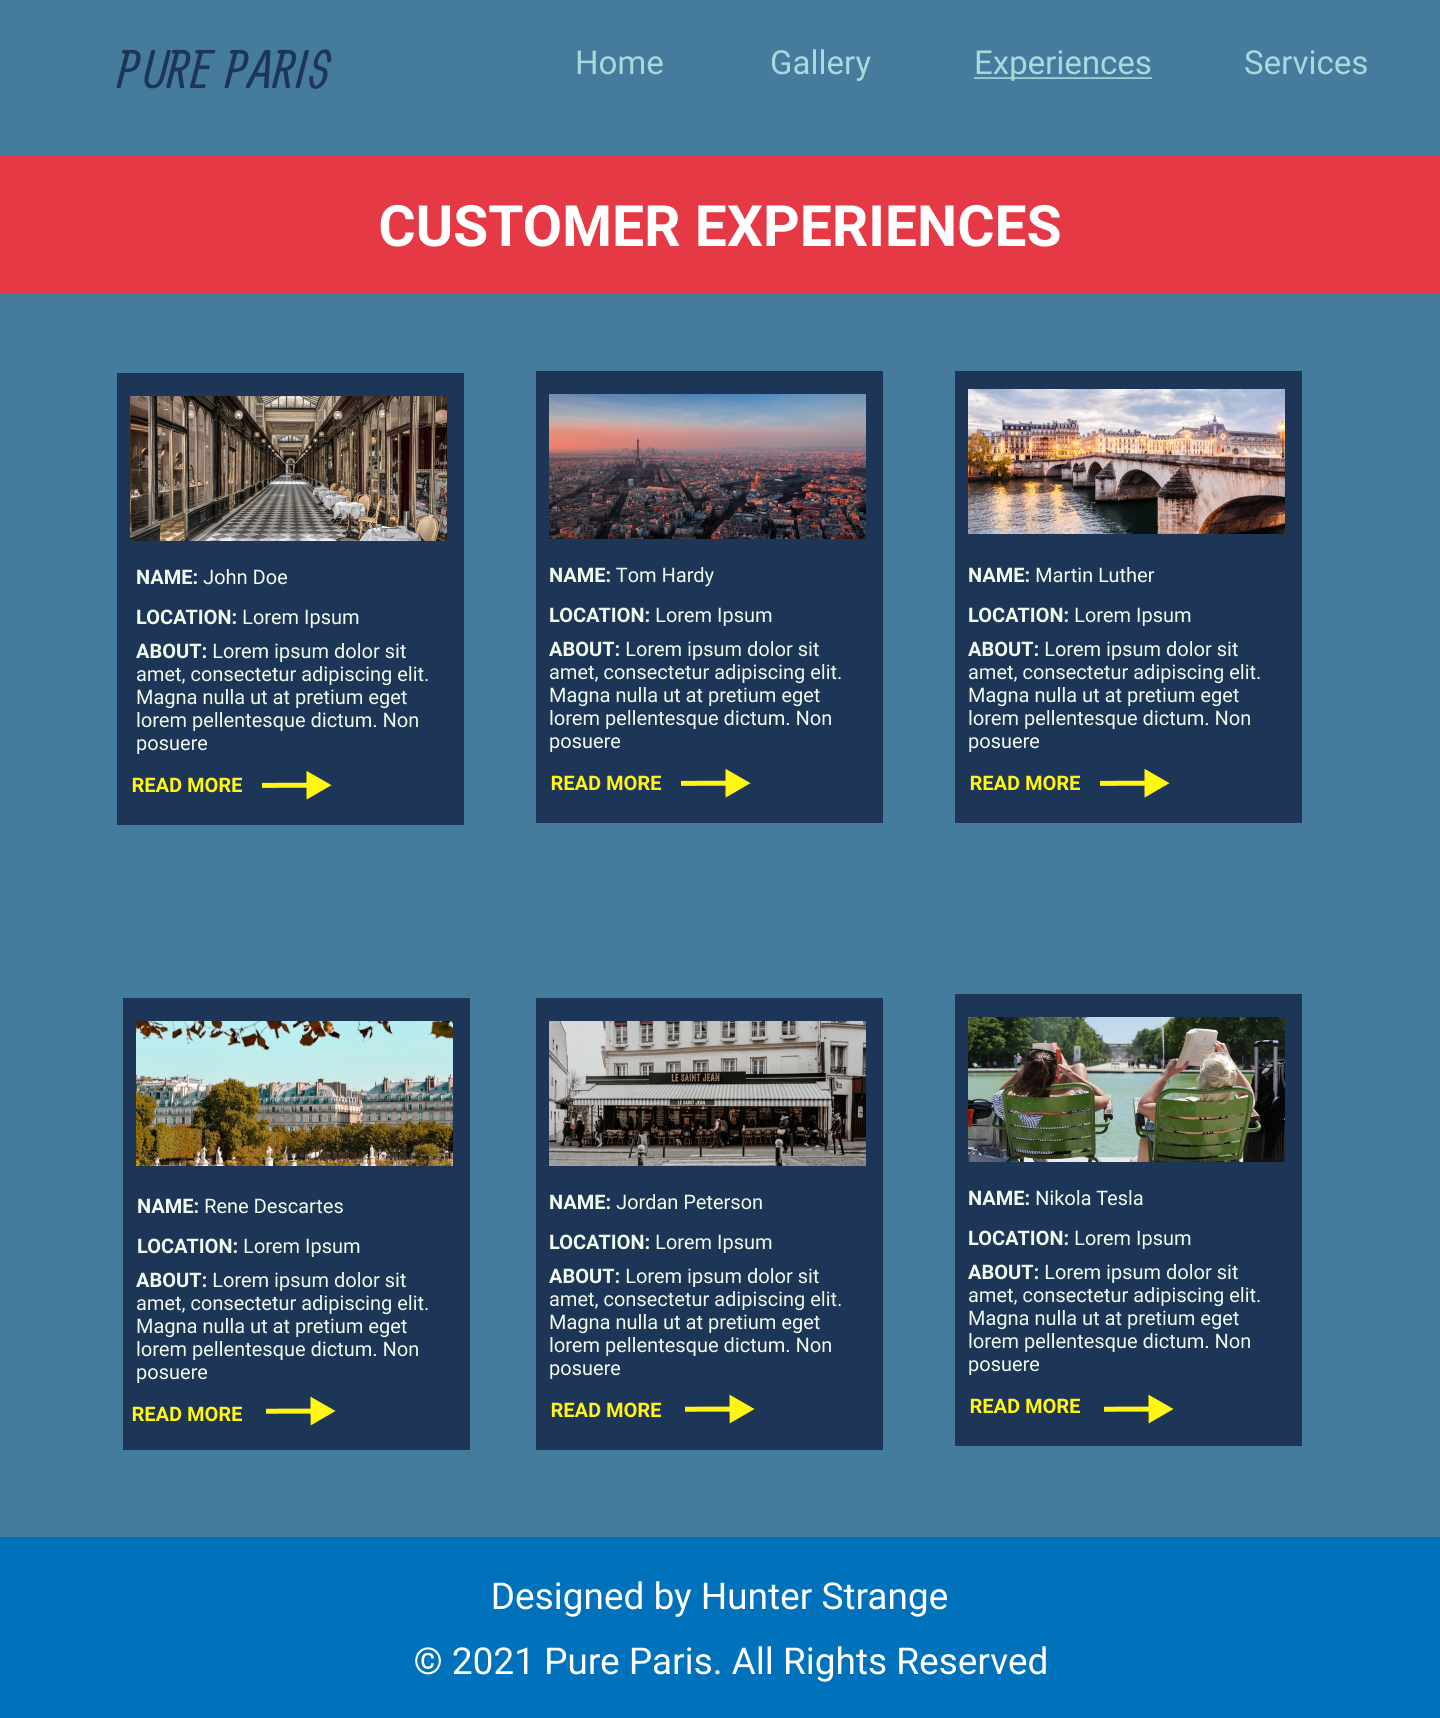 PURE PARIS
Home
Gallery
Experiences
Services
CUSTOMER EXPERIENCES
NAME: John Doe
LOCATION: Lorem Ipsum
ABOUT: Lorem ipsum dolor sit
amet, consectetur adipiscing elit.
Magna nulla ut at pretium eget
lorem pellentesque dictum. Non
posuere
READ MORE
NAME: Tom Hardy
LOCATION: Lorem Ipsum
ABOUT: Lorem ipsum dolor sit
amet, consectetur adipiscing elit.
Magna nulla ut at pretium eget
lorem pellentesque dictum. Non
posuere
READ MORE
NAME: Martin Luther
LOCATION: Lorem Ipsum
ABOUT: Lorem ipsum dolor sit
amet, consectetur adipiscing elit.
Magna nulla ut at pretium eget
lorem pellentesque dictum. Non
posuere
READ MORE
NAME: Rene Descartes
LOCATION: Lorem Ipsum
ABOUT: Lorem ipsum dolor sit
amet, consectetur adipiscing elit.
Magna nulla ut at pretium eget
lorem pellentesque dictum. Non
posuere
READ MORE
LE SAINT JEAN
NAME: Jordan Peterson
LOCATION: Lorem Ipsum
ABOUT: Lorem ipsum dolor sit
amet, consectetur adipiscing elit.
Magna nulla ut at pretium eget
lorem pellentesque dictum. Non
posuere
READ MORE
NAME: Nikola Tesla
LOCATION: Lorem Ipsum
ABOUT: Lorem ipsum dolor sit
amet, consectetur adipiscing elit.
Magna nulla ut at pretium eget
lorem pellentesque dictum. Non
posuere
READ MORE
Designed by Hunter Strange
© 2021 Pure Paris. All Rights Reserved